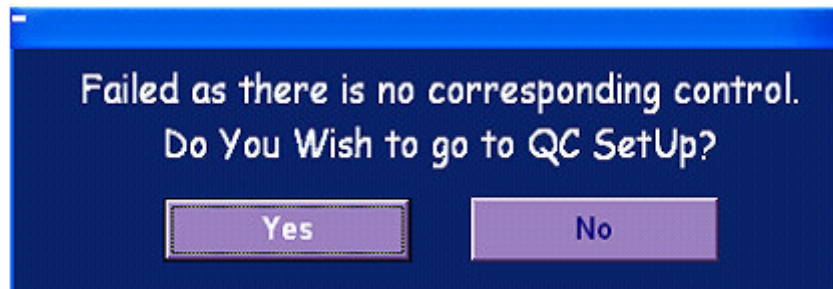 Failed as there is no corresponding control.
Do You Wish to go to QC SetUp?
Yes
No